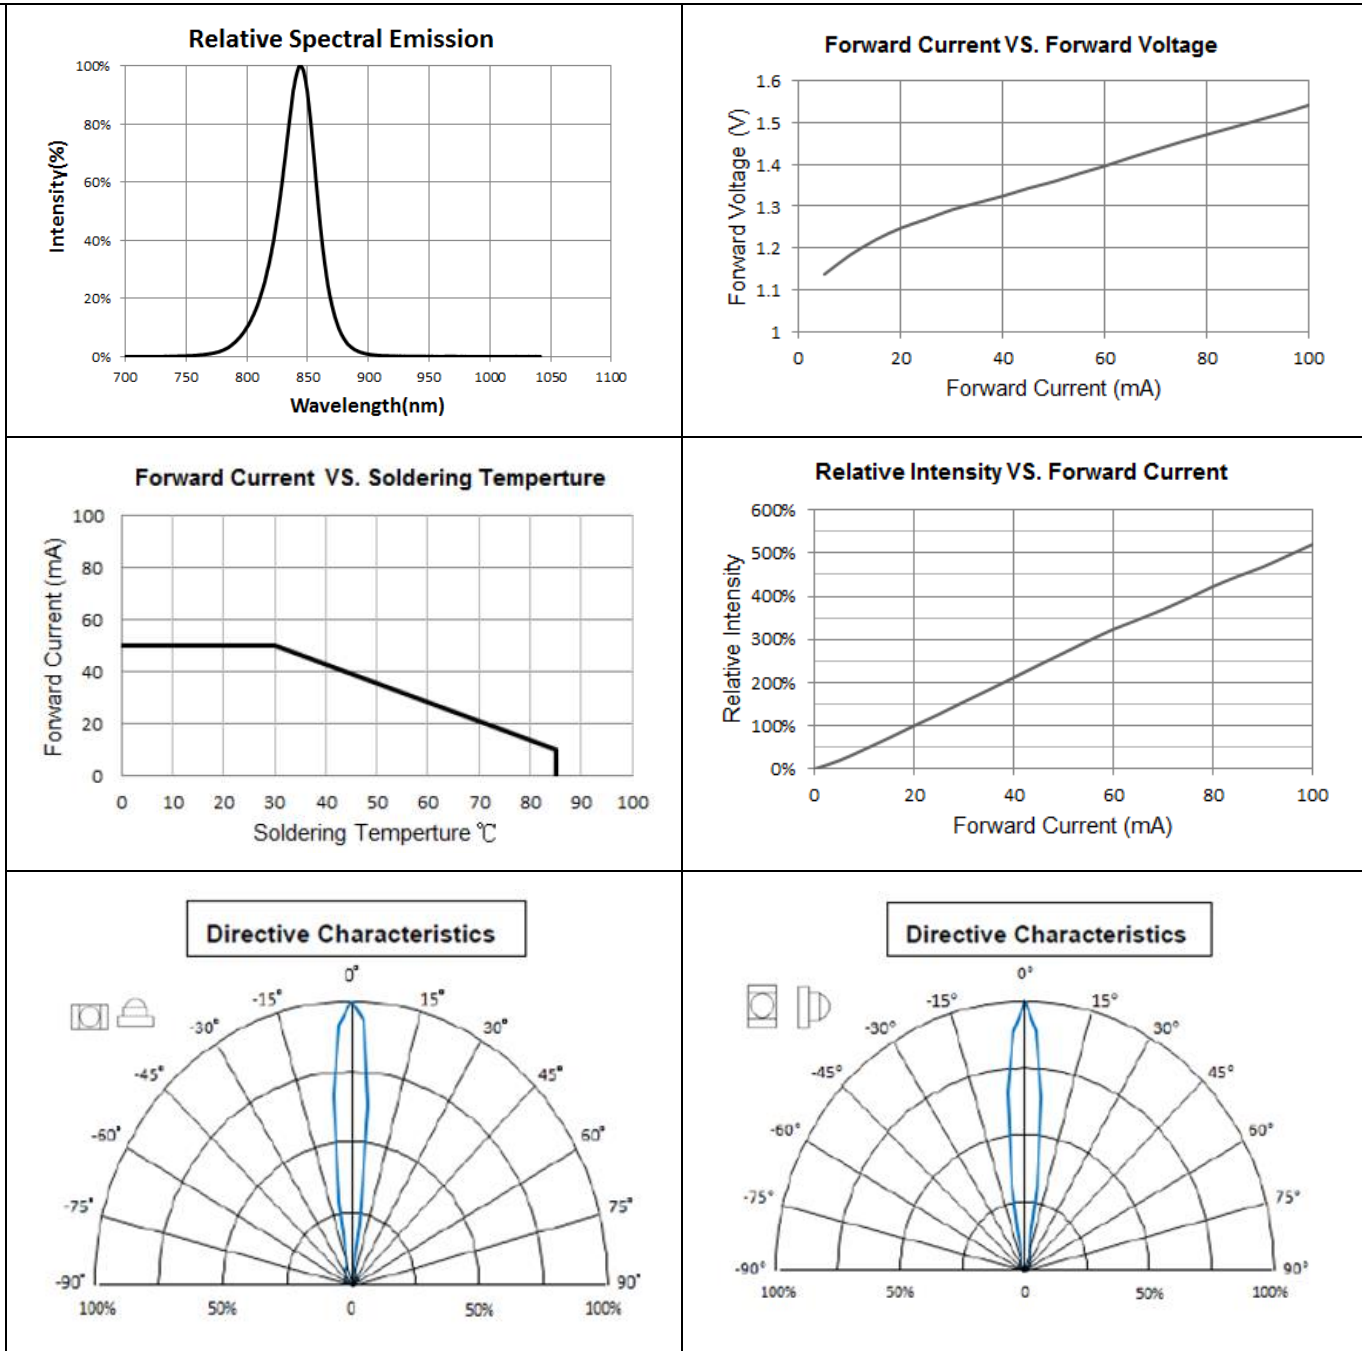 Relative Spectral Emission
100%
80%
60%
40%
20%
0%
Intensity(%)
700 750 800 850 900 950 1000 1050 1100
Wavelength(nm)
Forward Current VS. Forward Voltage
1.6
1.5
1.4
1.3
1.2
1.1
1
Forward Voltage (V)
0 20 40 60 80 100
Forward Current (mA)
Forward Current VS. Soldering Temperture
100
80
60
40
20
0
Forward Current (mA)
0 10 20 30 40 50 60 70 80 90 100
Soldering Temperture ℃
Relative Intensity VS. Forward Current
600%
500%
400%
300%
200%
100%
0%
Relative Intensity
0 20 40 60 80 100
Forward Current (mA)
Directive Characteristics
0°
-15° 15°
-30° 30°
-45° 45°
-60° 60°
-75° 75°
-90° 90°
100% 50% 0 50% 100%
Directive Characteristics
0°
-15° 15°
-30° 30°
-45° 45°
-60° 60°
-75° 75°
-90° 90°
100% 50% 0 50% 100%